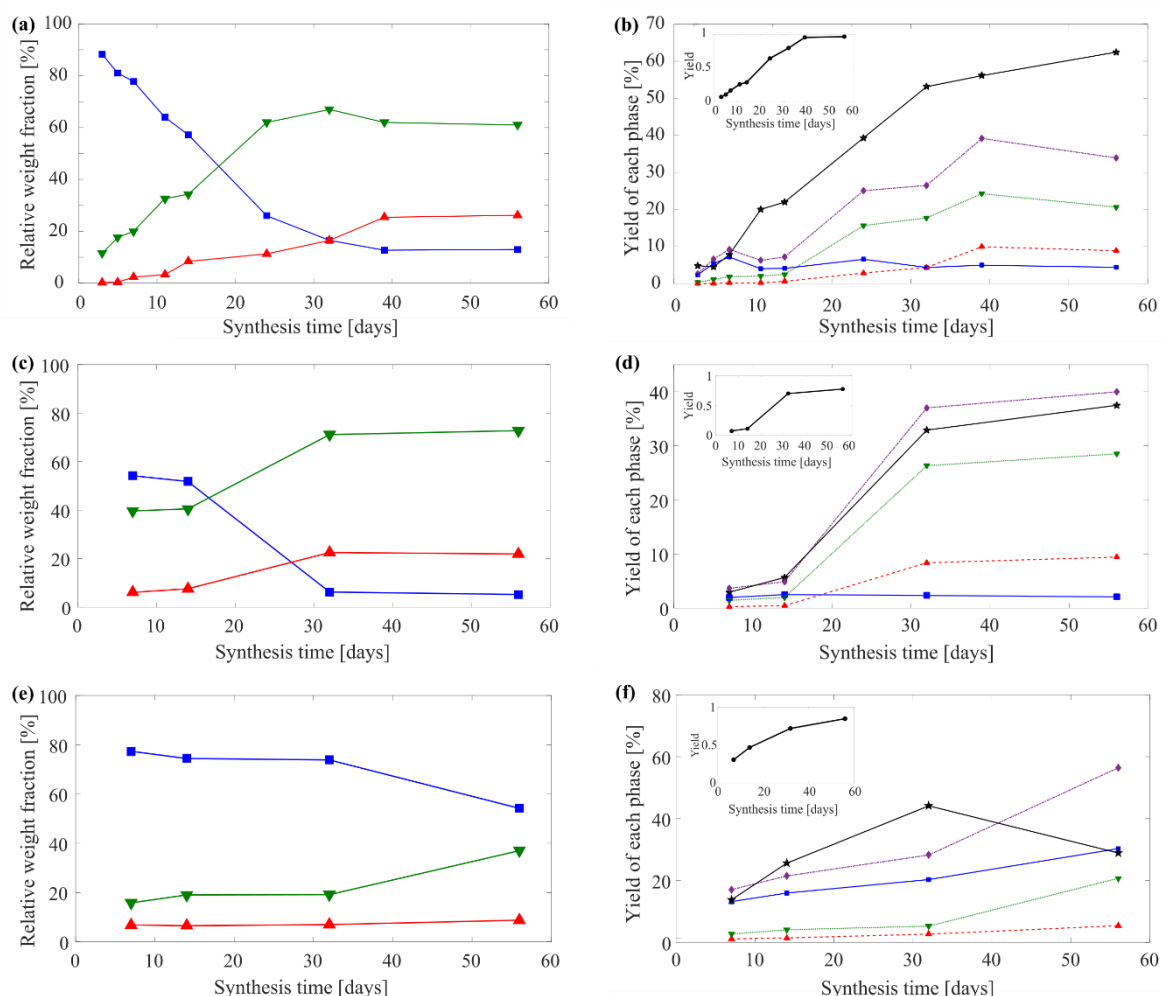 (a)
Relative weight fraction [%]
100
80
60
40
20
0
0 10 20 30 40 50 60
Synthesis time [days]
(b)
Yield of each phase [%]
70
60
50
40
30
20
10
0
0 10 20 30 40 50 60
Synthesis time [days]
Yield
1
0.5
0
0 10 20 30 40 50 60
Synthesis time [days]
(c)
Relative weight fraction [%]
100
80
60
40
20
0
0 10 20 30 40 50 60
Synthesis time [days]
(d)
Yield of each phase [%]
40
30
20
10
0
0 10 20 30 40 50 60
Synthesis time [days]
Yield
1
0.5
0
0 10 20 30 40 50 60
Synthesis time [days]
(e)
Relative weight fraction [%]
100
80
60
40
20
0
0 10 20 30 40 50 60
Synthesis time [days]
(f)
Yield of each phase [%]
80
60
40
20
0
0 10 20 30 40 50 60
Synthesis time [days]
Yield
1
0.5
0
0 20 40 60
Synthesis time [days]